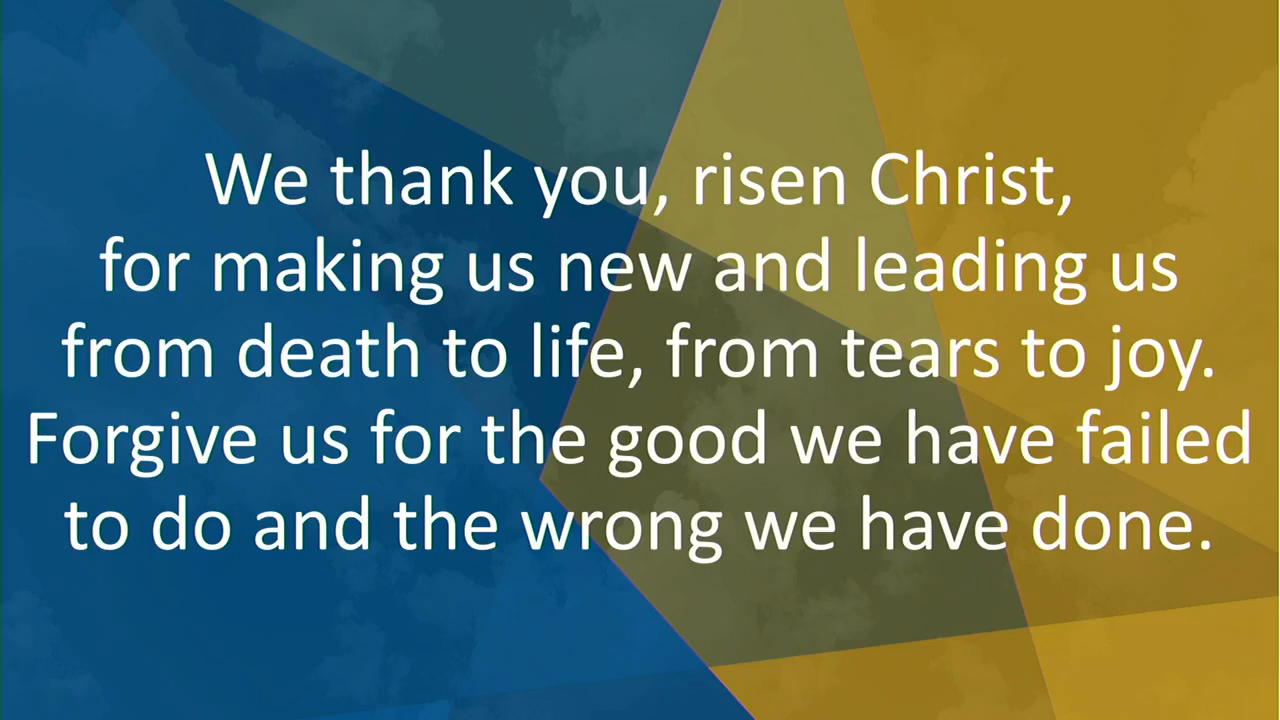 We thank you, risen Christ,
for making us new and leading us
from death to life, from tears to joy.
Forgive us for the good we have failed
to do and the wrong we have done.